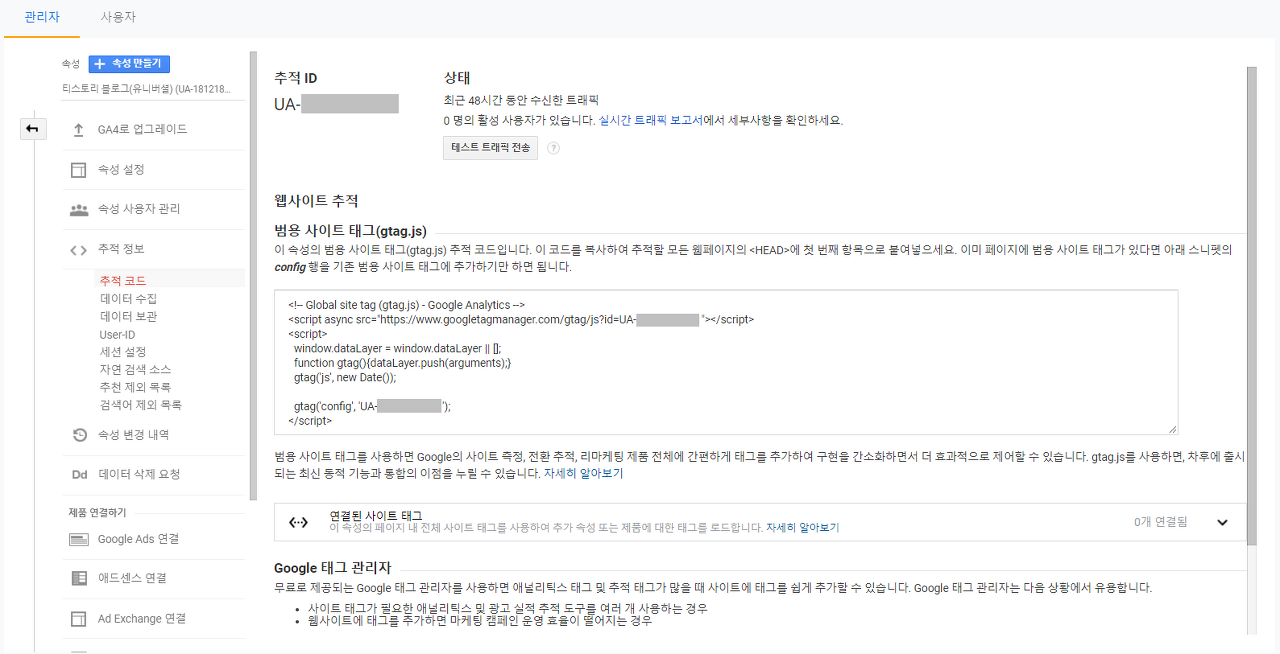 관리자
사용자
속성
+ 속성 만들기
티스토리 블로그(유니버셜) (UA-181218...
GA4로 업그레이드
속성 설정
속성 사용자 관리
추적 정보
추적 코드
데이터 수집
데이터 보관
User-ID
세션 설정
자연 검색 소스
추천 제외 목록
검색어 제외 목록
속성 변경 내역
Dd 데이터 삭제 요청
제품 연결하기
Google Ads 연결
애드센스 연결
Ad Exchange 연결
추적 ID
UA-
상태
최근 48시간 동안 수신한 트래픽
0 명의 활성 사용자가 있습니다. 실시간 트래픽 보고서에서 세부사항을 확인하세요.
테스트 트래픽 전송 ?
웹사이트 추적
범용 사이트 태그(gtag.js)
이 속성의 범용 사이트 태그(gtag.js) 추적 코드입니다. 이 코드를 복사하여 추적할 모든 웹페이지의 <HEAD>에 첫 번째 항목으로 붙여넣으세요. 이미 페이지에 범용 사이트 태그가 있다면 아래 스니펫의
config 행을 기존 범용 사이트 태그에 추가하기만 하면 됩니다.
<!-- Global site tag (gtag.js) - Google Analytics -->
<script async src="https://www.googletagmanager.com/gtag/js?id=UA- "></script>
<script>
window.dataLayer = window.dataLayer || [];
function gtag(){dataLayer.push(arguments);}
gtag('js', new Date());
gtag('config', 'UA- ');
</script>
범용 사이트 태그를 사용하면 Google의 사이트 측정, 전환 추적, 리마케팅 제품 전체에 간편하게 태그를 추가하여 구현을 간소화하면서 더 효과적으로 제어할 수 있습니다. gtag.js를 사용하면, 차후에 출시
되는 최신 동적 기능과 통합의 이점을 누릴 수 있습니다. 자세히 알아보기
연결된 사이트 태그
이 속성의 페이지 내 전체 사이트 태그를 사용하여 추가 속성 또는 제품에 대한 태그를 로드합니다. 자세히 알아보기
0개 연결됨
Google 태그 관리자
무료로 제공되는 Google 태그 관리자를 사용하면 애널리틱스 태그 및 추적 태그가 많을 때 사이트에 태그를 쉽게 추가할 수 있습니다. Google 태그 관리자는 다음 상황에서 유용합니다.
• 사이트 태그가 필요한 애널리틱스 및 광고 실적 추적 도구를 여러 개 사용하는 경우
• 웹사이트에 태그를 추가하면 마케팅 캠페인 운영 효율이 떨어지는 경우